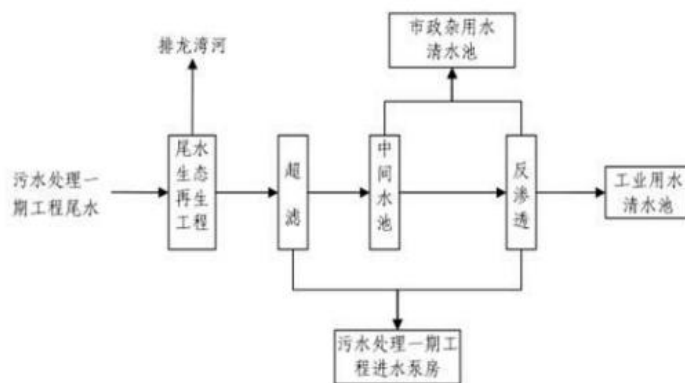 市政杂用水
清水池
排龙湾河
污水处理一
期工程尾水
尾水
生态
再生
工程
超
滤
中
间
水
池
反
渗
透
工业用水
清水池
污水处理一期工
程进水泵房